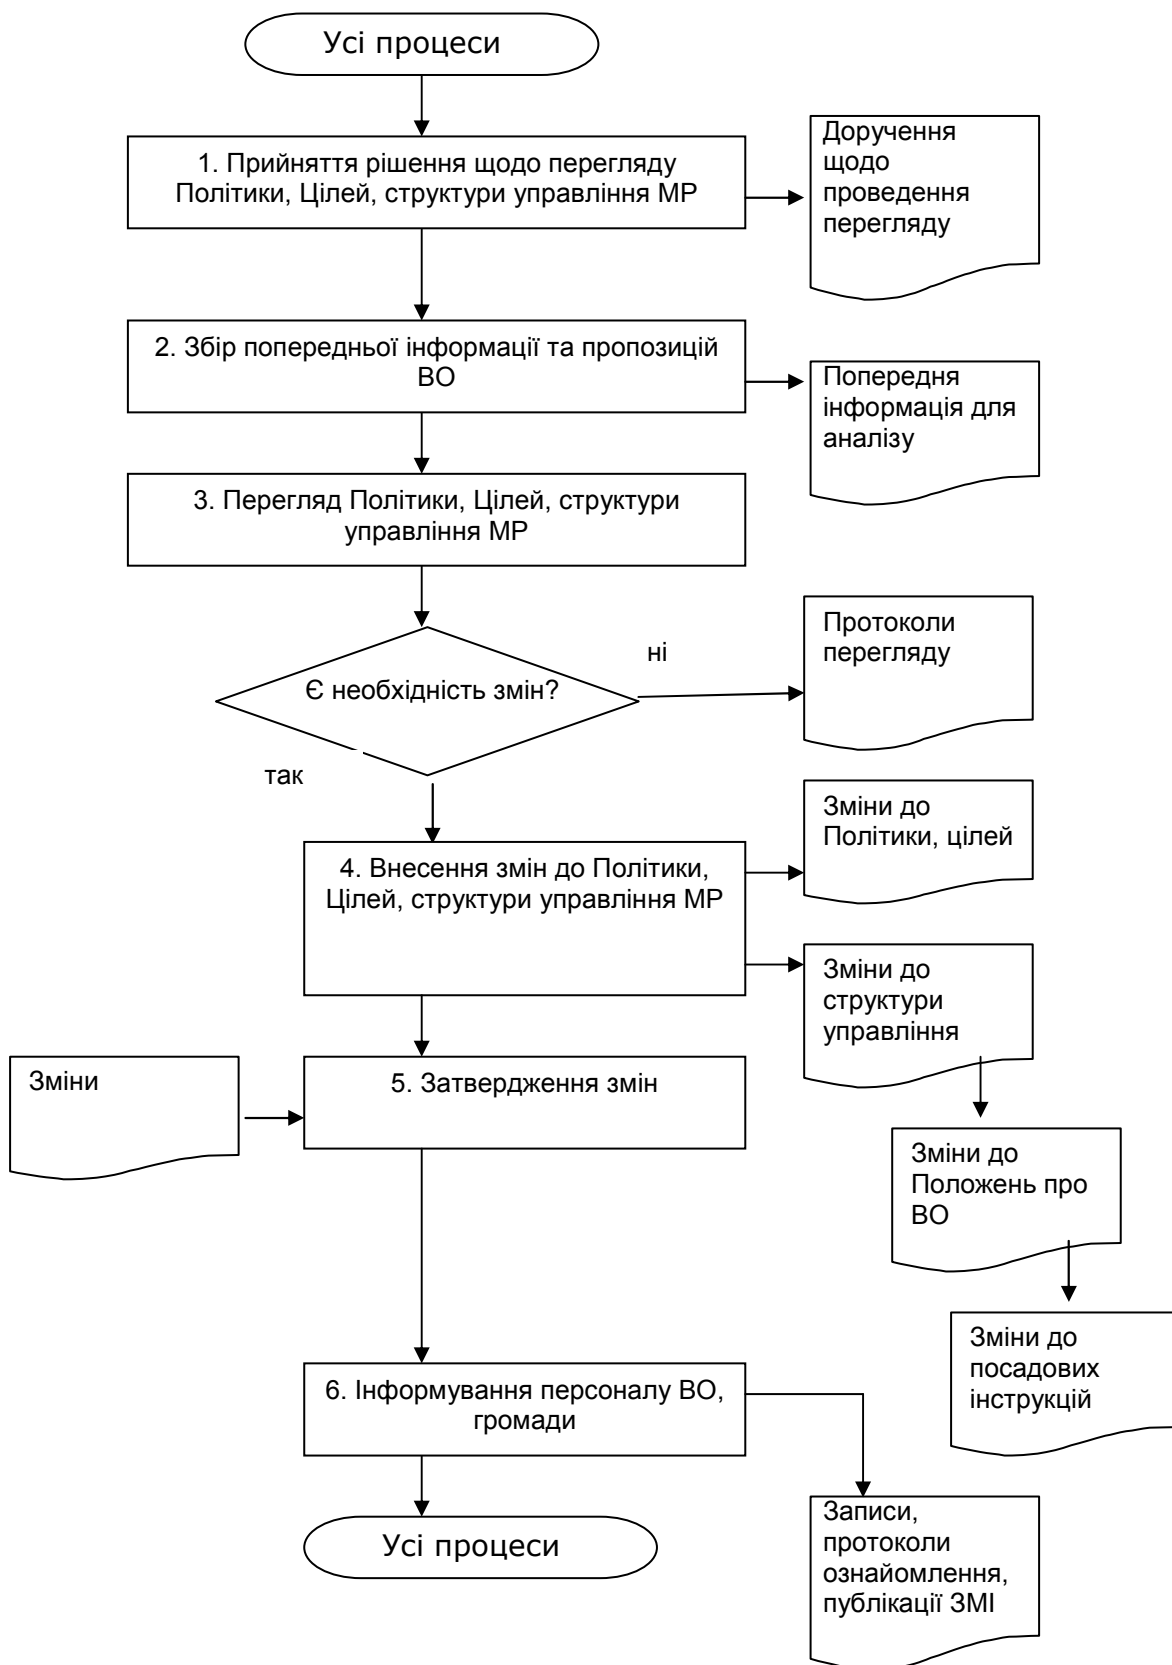 Усі процеси
1. Прийняття рішення щодо перегляду
Політики, Цілей, структури управління МР
Доручення
щодо
проведення
перегляду
2. Збір попередньої інформації та пропозицій
ВО
Попередня
інформація для
аналізу
3. Перегляд Політики, Цілей, структури
управління МР
Протоколи
перегляду
ні
Є необхідність змін?
так
Зміни до
Політики, цілей
4. Внесення змін до Політики,
Цілей, структури управління МР
Зміни до
структури
управління
Зміни
5. Затвердження змін
Зміни до
Положень про
ВО
Зміни до
посадових
інструкцій
6. Інформування персоналу ВО,
громади
Записи,
протоколи
ознайомлення,
публікації ЗМІ
Усі процеси